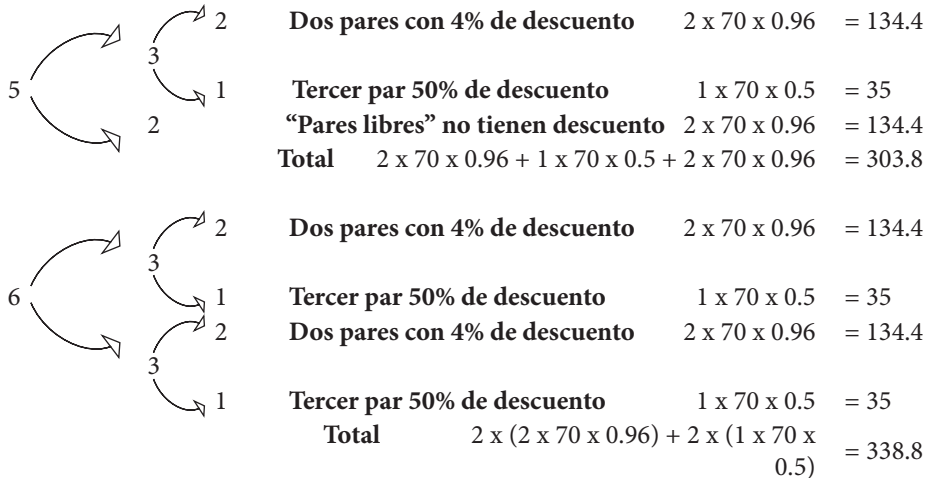 2 Dos pares con 4% de descuento 2 x 70 x 0.96 = 134.4
3
5 1 Tercer par 50% de descuento 1 x 70 x 0.5 = 35
2 “Pares libres” no tienen descuento 2 x 70 x 0.96 = 134.4
Total 2 x 70 x 0.96 + 1 x 70 x 0.5 + 2 x 70 x 0.96 = 303.8
2 Dos pares con 4% de descuento 2 x 70 x 0.96 = 134.4
3
6 1 Tercer par 50% de descuento 1 x 70 x 0.5 = 35
2 Dos pares con 4% de descuento 2 x 70 x 0.96 = 134.4
3
1 Tercer par 50% de descuento 1 x 70 x 0.5 = 35
Total 2 x (2 x 70 x 0.96) + 2 x (1 x 70 x
0.5) = 338.8